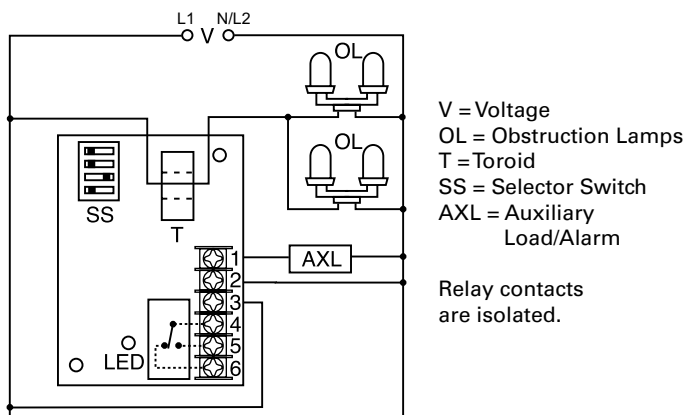 L1 V N/L2
OL
OL
V = Voltage
OL = Obstruction Lamps
T = Toroid
SS = Selector Switch
AXL = Auxiliary
Load/Alarm
Relay contacts
are isolated.
SS
T
1
AXL
2
3
4
5
6
LED